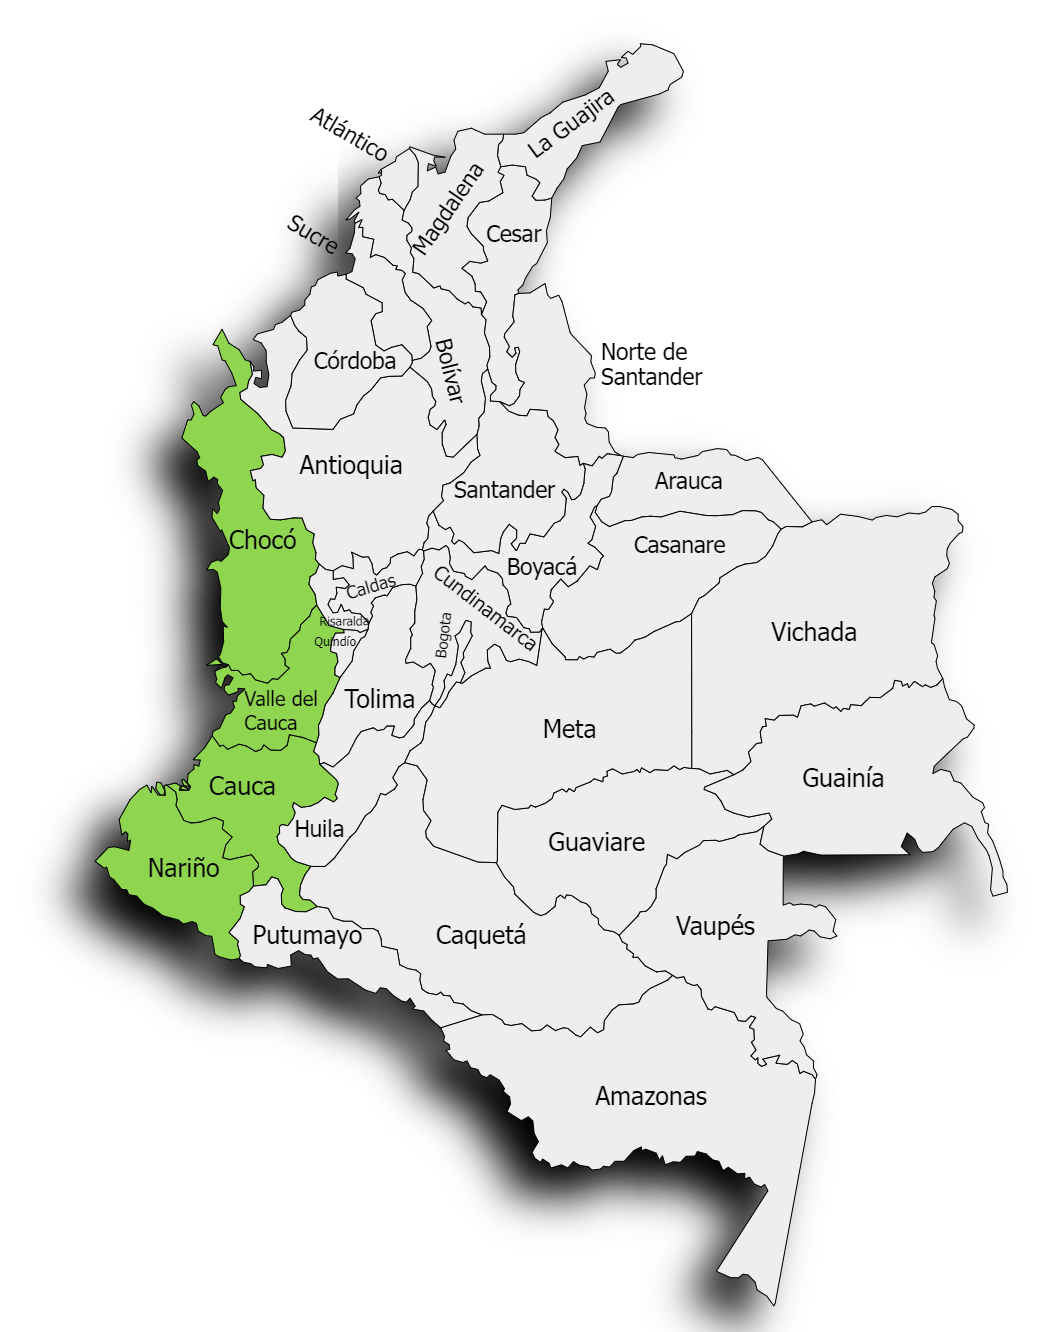 Atlántico
La Guajira
Magdalena
Sucre
Cesar
Norte de
Santander
Córdoba
Bolívar
Antioquia
Santander
Arauca
Chocó
Casanare
Boyacá
Caldas
Cundinamarca
Risaralda
Quindío
Bogota
Vichada
Valle del
Cauca
Tolima
Meta
Cauca
Guainía
Huila
Guaviare
Nariño
Putumayo
Caquetá
Vaupés
Amazonas